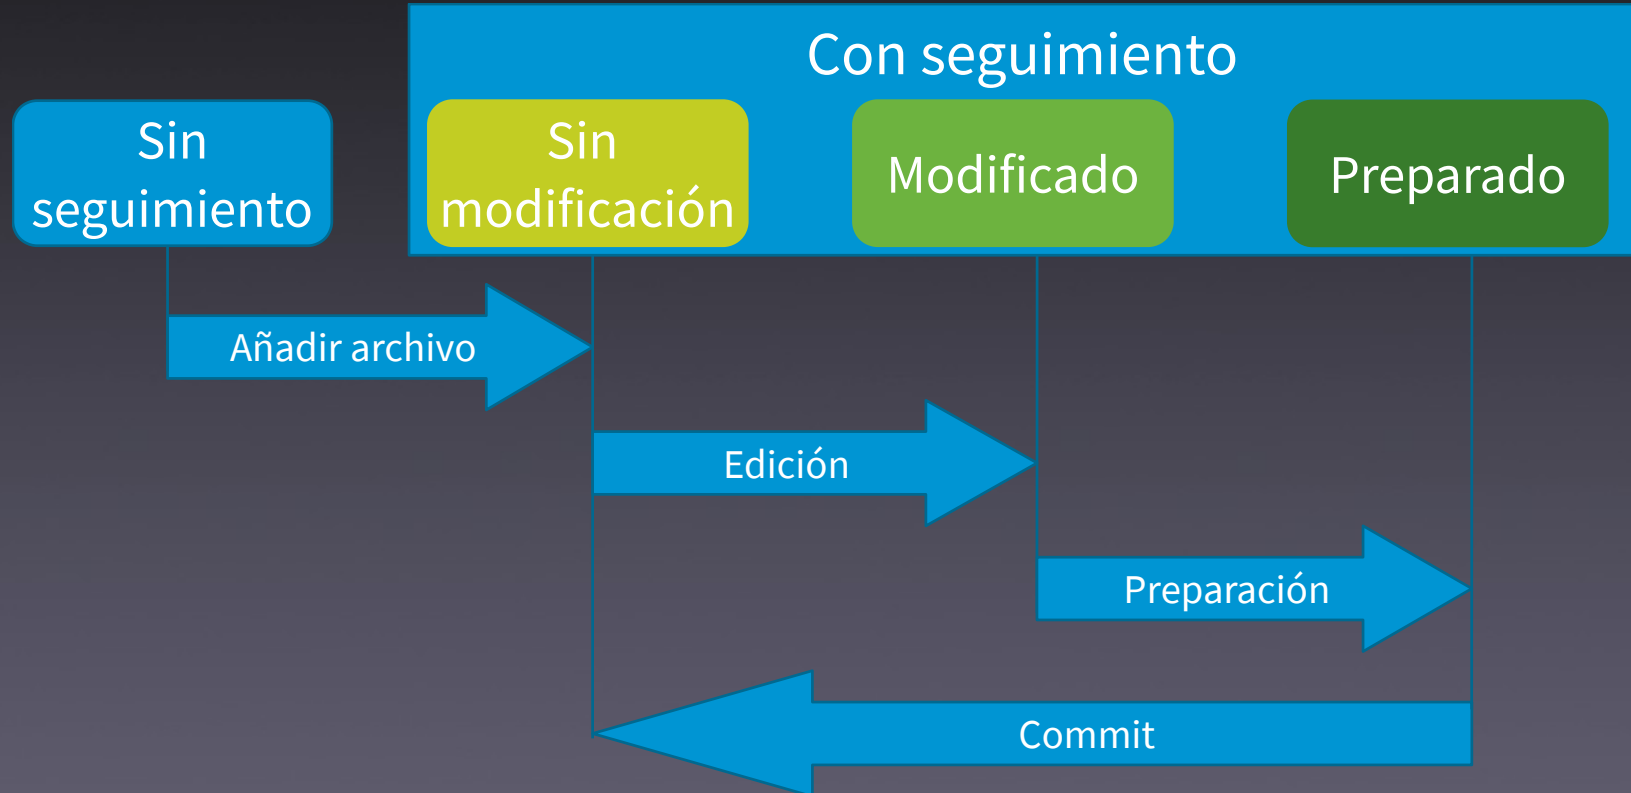 Con seguimiento
Sin
seguimiento
Sin
modificación
Modificado
Preparado
Añadir archivo
Edición
Preparación
Commit